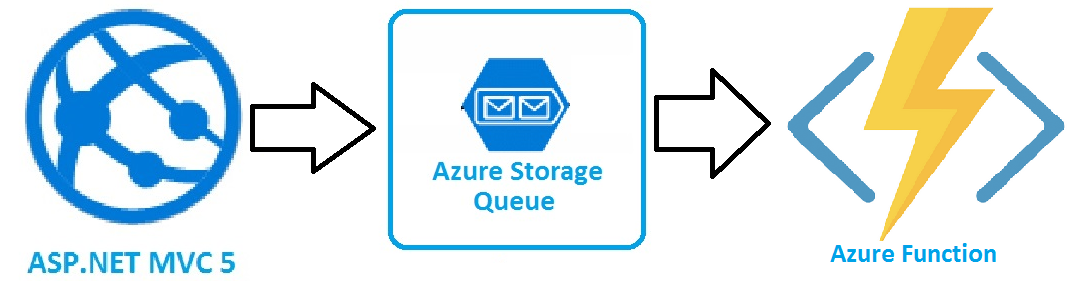 ASP.NET MVC 5
Azure Storage
Queue
Azure Function